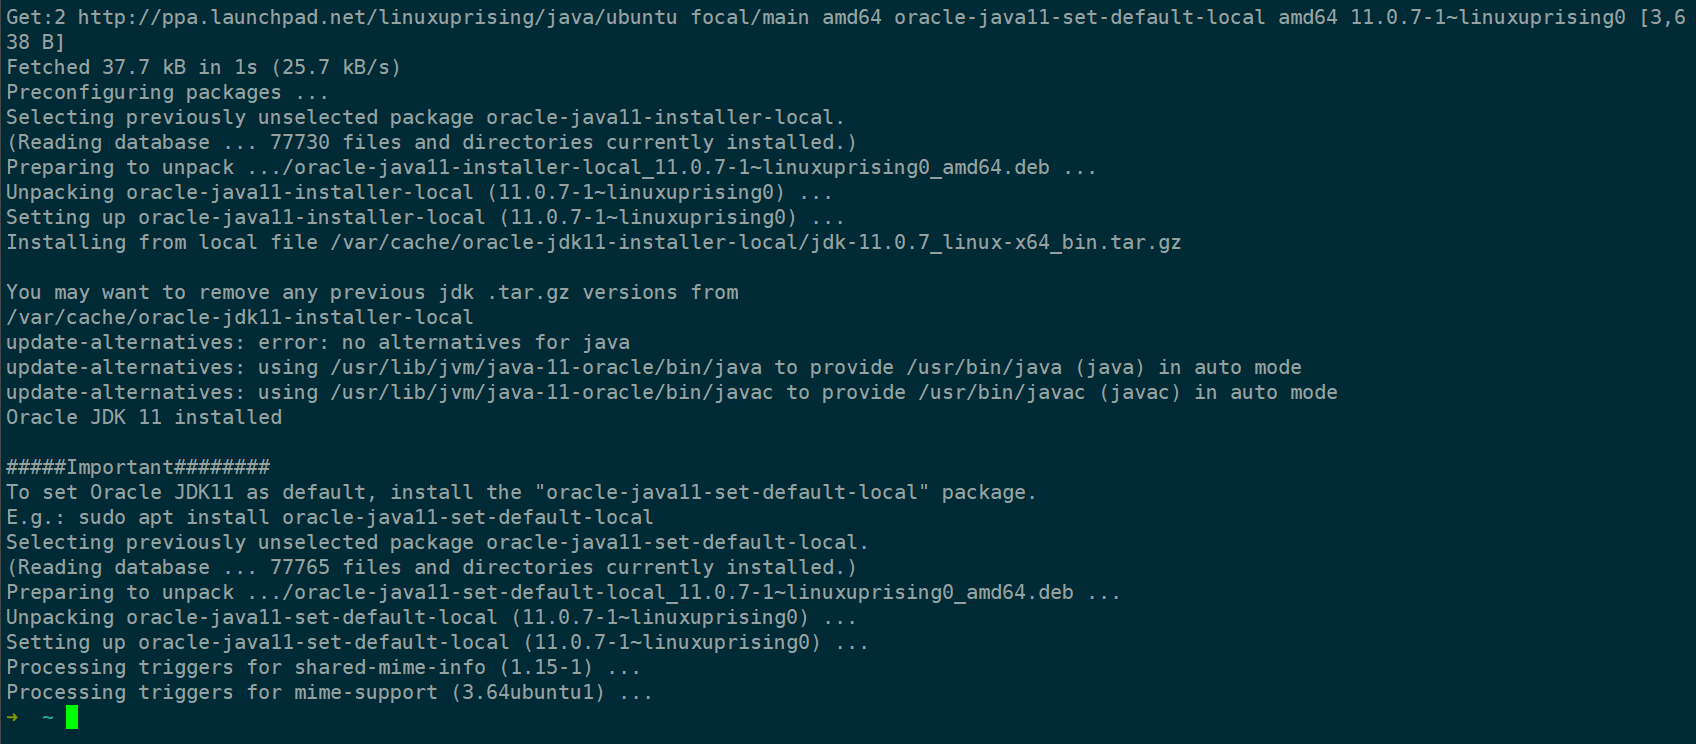 Get:2 http://ppa.launchpad.net/linuxuprising/java/ubuntu focal/main amd64 oracle-java11-set-default-local amd64 11.0.7-1~linuxuprising0 [3,6
38 B]
Fetched 37.7 kB in 1s (25.7 kB/s)
Preconfiguring packages ...
Selecting previously unselected package oracle-java11-installer-local.
(Reading database ... 77730 files and directories currently installed.)
Preparing to unpack .../oracle-java11-installer-local_11.0.7-1~linuxuprising0_amd64.deb ...
Unpacking oracle-java11-installer-local (11.0.7-1~linuxuprising0) ...
Setting up oracle-java11-installer-local (11.0.7-1~linuxuprising0) ...
Installing from local file /var/cache/oracle-jdk11-installer-local/jdk-11.0.7_linux-x64_bin.tar.gz

You may want to remove any previous jdk .tar.gz versions from
/var/cache/oracle-jdk11-installer-local
update-alternatives: error: no alternatives for java
update-alternatives: using /usr/lib/jvm/java-11-oracle/bin/java to provide /usr/bin/java (java) in auto mode
update-alternatives: using /usr/lib/jvm/java-11-oracle/bin/javac to provide /usr/bin/javac (javac) in auto mode
Oracle JDK 11 installed

#####Important########
To set Oracle JDK11 as default, install the "oracle-java11-set-default-local" package.
E.g.: sudo apt install oracle-java11-set-default-local
Selecting previously unselected package oracle-java11-set-default-local.
(Reading database ... 77765 files and directories currently installed.)
Preparing to unpack .../oracle-java11-set-default-local_11.0.7-1~linuxuprising0_amd64.deb ...
Unpacking oracle-java11-set-default-local (11.0.7-1~linuxuprising0) ...
Setting up oracle-java11-set-default-local (11.0.7-1~linuxuprising0) ...
Processing triggers for shared-mime-info (1.15-1) ...
Processing triggers for mime-support (3.64ubuntu1) ...
➜  ~